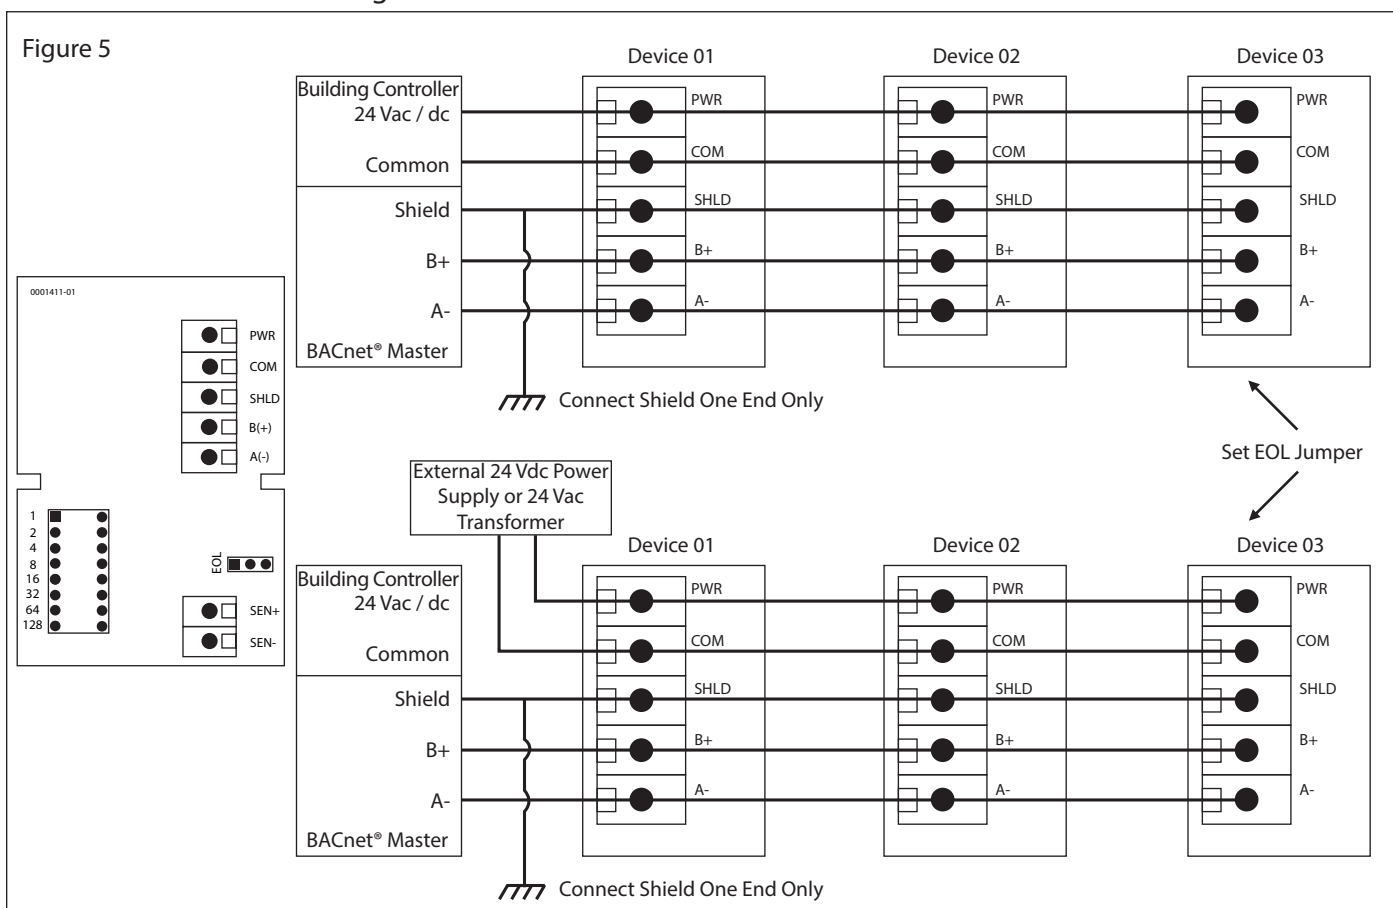 Figure 5
Device 01
Device 02
Device 03
Building Controller
24 Vac / dc
Common
Shield
B+
A-
BACnet® Master
PWR
COM
SHLD
B+
A-
PWR
COM
SHLD
B+
A-
PWR
COM
SHLD
B+
A-
Connect Shield One End Only
Set EOL Jumper
0001411-01
PWR
COM
SHLD
B(+)
A(-)
1
2
4
8
16
32
64
128
EOL
SEN+
SEN-
External 24 Vdc Power
Supply or 24 Vac
Transformer
Device 01
Device 02
Device 03
Building Controller
24 Vac / dc
Common
Shield
B+
A-
BACnet® Master
PWR
COM
SHLD
B+
A-
PWR
COM
SHLD
B+
A-
PWR
COM
SHLD
B+
A-
Connect Shield One End Only